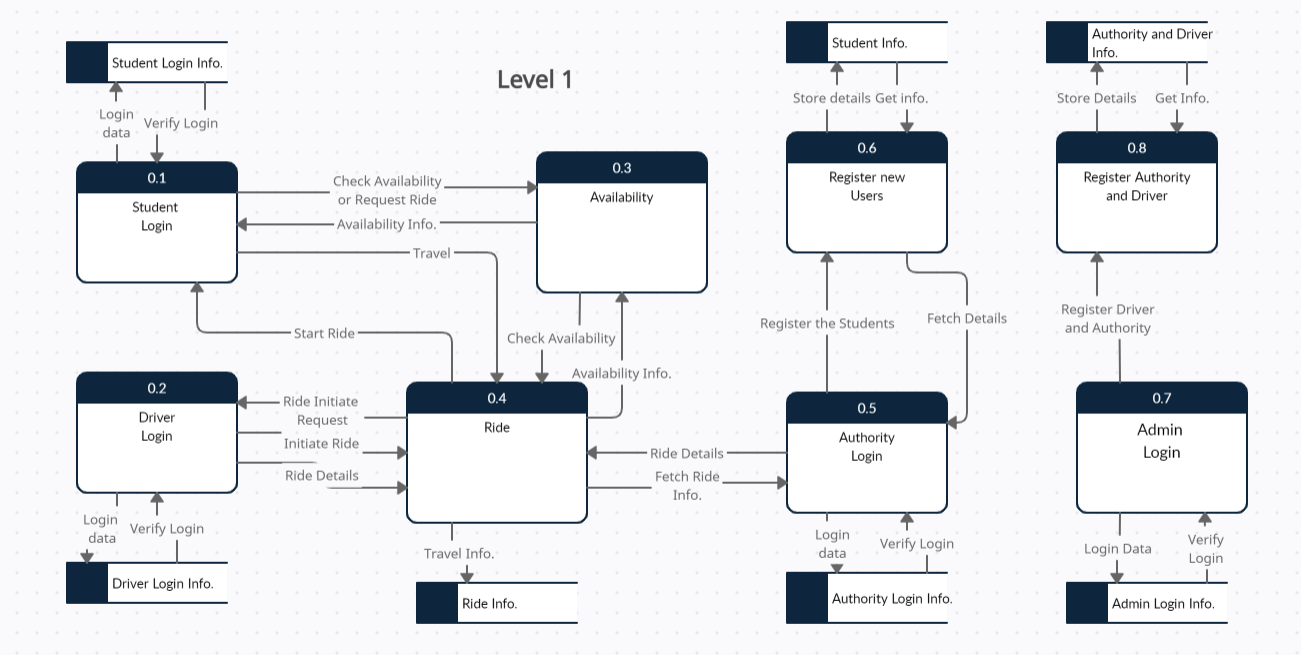 Level 1
Student Login Info.
Login
data
Verify Login
0.1
Student
Login
Check Availability
or Request Ride
Availability Info.
Travel
Start Ride
0.3
Availability
Check Availability
Availability Info.
0.2
Driver
Login
Ride Initiate
Request
Initiate Ride
Ride Details
Login
data
Verify Login
Driver Login Info.
0.4
Ride
Travel Info.
Ride Info.
Ride Details
Fetch Ride
Info.
Student Info.
Store details
Get info.
0.6
Register new
Users
Register the Students
Fetch Details
0.5
Authority
Login
Login
data
Verify Login
Authority Login Info.
Authority and Driver
Info.
Store Details
Get Info.
0.8
Register Authority
and Driver
Register Driver
and Authority
0.7
Admin
Login
Login Data
Verify
Login
Admin Login Info.